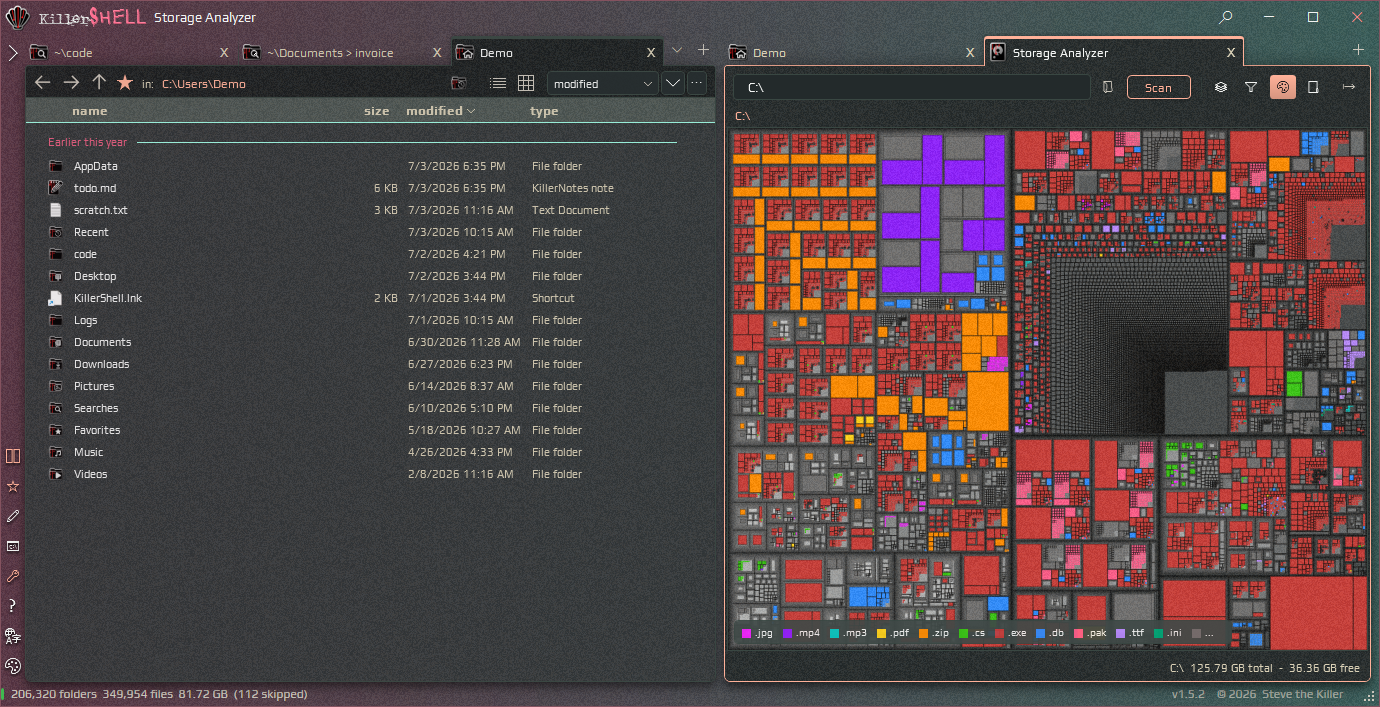 KillerSHELL Storage Analyzer
~\code X
~\Documents > invoice X
Demo X
Demo X
Storage Analyzer X
in: C:\Users\Demo
modified
C:\
Scan
name size modified type
C:\
Earlier this year
AppData 7/3/2026 6:35 PM File folder
todo.md 6 KB 7/3/2026 6:35 PM KillerNotes note
scratch.txt 3 KB 7/3/2026 11:16 AM Text Document
Recent 7/3/2026 10:15 AM File folder
code 7/2/2026 4:21 PM File folder
Desktop 7/2/2026 3:44 PM File folder
KillerShell.lnk 2 KB 7/1/2026 3:44 PM Shortcut
Logs 7/1/2026 10:15 AM File folder
Documents 6/30/2026 11:28 AM File folder
Downloads 6/27/2026 6:23 PM File folder
Pictures 6/14/2026 8:37 AM File folder
Searches 6/10/2026 5:10 PM File folder
Favorites 5/18/2026 10:27 AM File folder
Music 4/26/2026 4:33 PM File folder
Videos 2/8/2026 11:16 AM File folder
.jpg .mp4 .mp3 .pdf .zip .cs .exe .db .pak .ttf .ini ...
C:\ 125.79 GB total - 36.36 GB free
206,320 folders 349,954 files 81.72 GB (112 skipped)
v1.5.2 © 2026 Steve the Killer